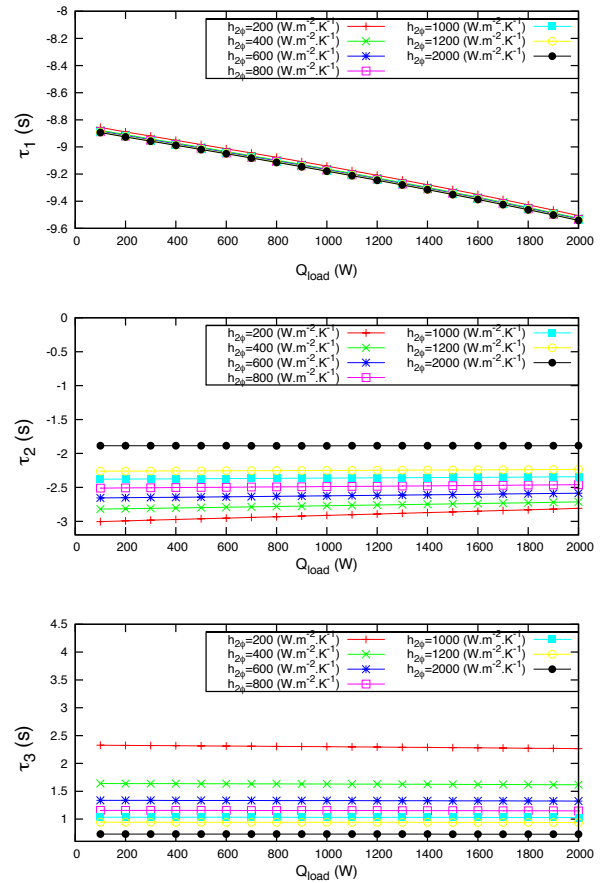 -8
-8.2
-8.4
-8.6
-8.8
-9
-9.2
-9.4
-9.6
τ1 (s)
h2ϕ=200 (W.m-2.K-1)
h2ϕ=400 (W.m-2.K-1)
h2ϕ=600 (W.m-2.K-1)
h2ϕ=800 (W.m-2.K-1)
h2ϕ=1000 (W.m-2.K-1)
h2ϕ=1200 (W.m-2.K-1)
h2ϕ=2000 (W.m-2.K-1)
0 200 400 600 800 1000 1200 1400 1600 1800 2000
Qload (W)
0
-0.5
-1
-1.5
-2
-2.5
-3
τ2 (s)
h2ϕ=200 (W.m-2.K-1)
h2ϕ=400 (W.m-2.K-1)
h2ϕ=600 (W.m-2.K-1)
h2ϕ=800 (W.m-2.K-1)
h2ϕ=1000 (W.m-2.K-1)
h2ϕ=1200 (W.m-2.K-1)
h2ϕ=2000 (W.m-2.K-1)
0 200 400 600 800 1000 1200 1400 1600 1800 2000
Qload (W)
4.5
4
3.5
3
2.5
2
1.5
1
τ3 (s)
h2ϕ=200 (W.m-2.K-1)
h2ϕ=400 (W.m-2.K-1)
h2ϕ=600 (W.m-2.K-1)
h2ϕ=800 (W.m-2.K-1)
h2ϕ=1000 (W.m-2.K-1)
h2ϕ=1200 (W.m-2.K-1)
h2ϕ=2000 (W.m-2.K-1)
0 200 400 600 800 1000 1200 1400 1600 1800 2000
Qload (W)